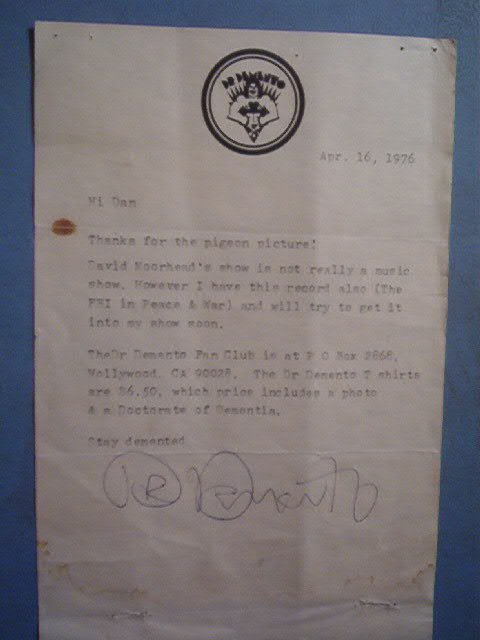 DR DEMENTO
Apr. 16, 1976
Hi Dan
Thanks for the pigeon picture!
David Moorhead's show is not really a music
show. However I have this record also (The
FBI in Peace & War) and will try to get it
into my show soon.
TheDr Demento Fan Club is at P O Box 2868,
Hollywood, CA 90028. The Dr Demento T shirts
are $6.50, which price includes a photo
& a Doctorate of Dementia.
Stay demented
DR Demento